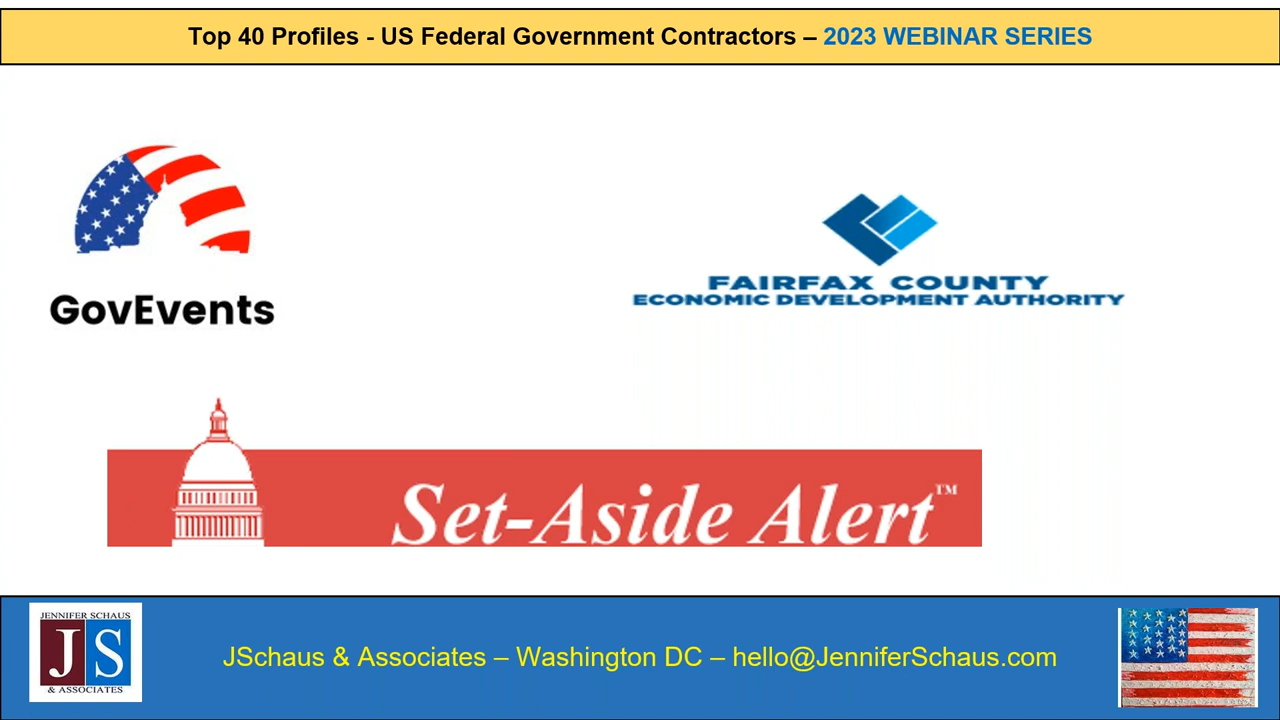 Top 40 Profiles - US Federal Government Contractors – 2023 WEBINAR SERIES
GovEvents
FAIRFAX COUNTY
ECONOMIC DEVELOPMENT AUTHORITY
Set-Aside Alert™
JENNIFER SCHAUS
JS
& ASSOCIATES
JSchaus & Associates – Washington DC – hello@JenniferSchaus.com